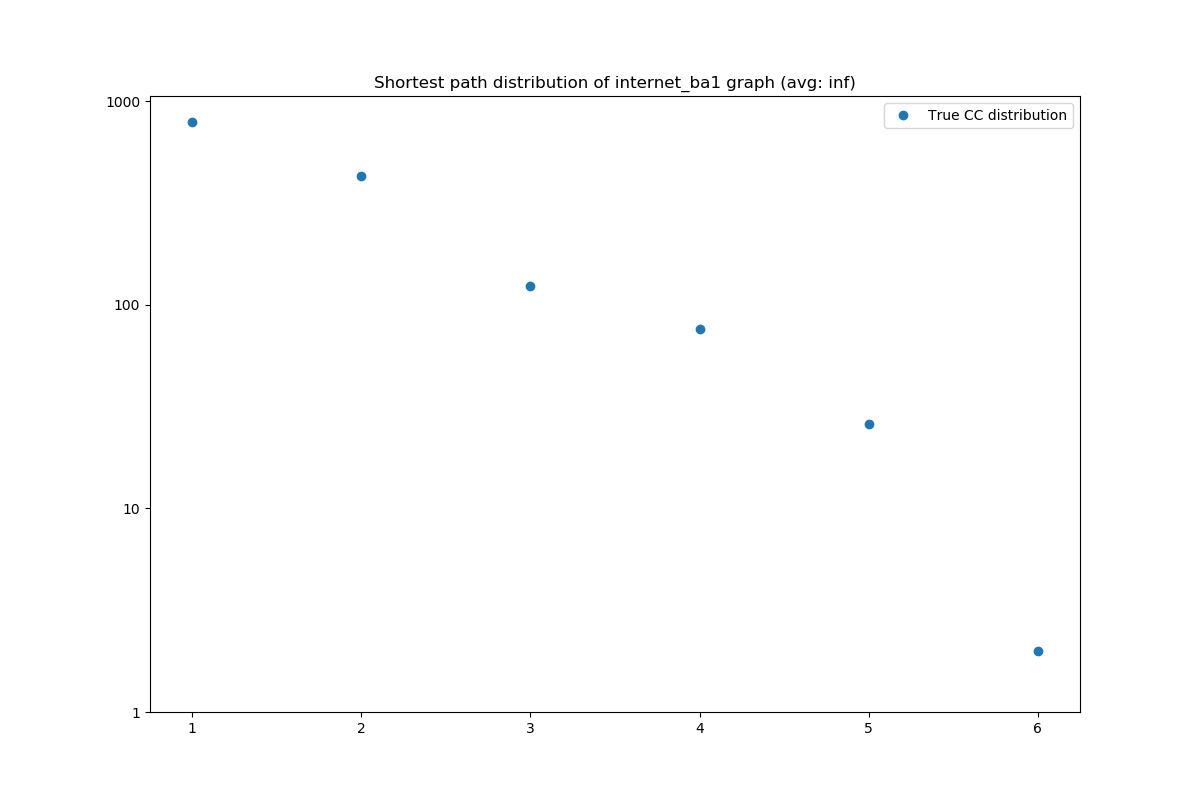 Shortest path distribution of internet_ba1 graph (avg: inf)
True CC distribution
1000
100
10
1
1 2 3 4 5 6